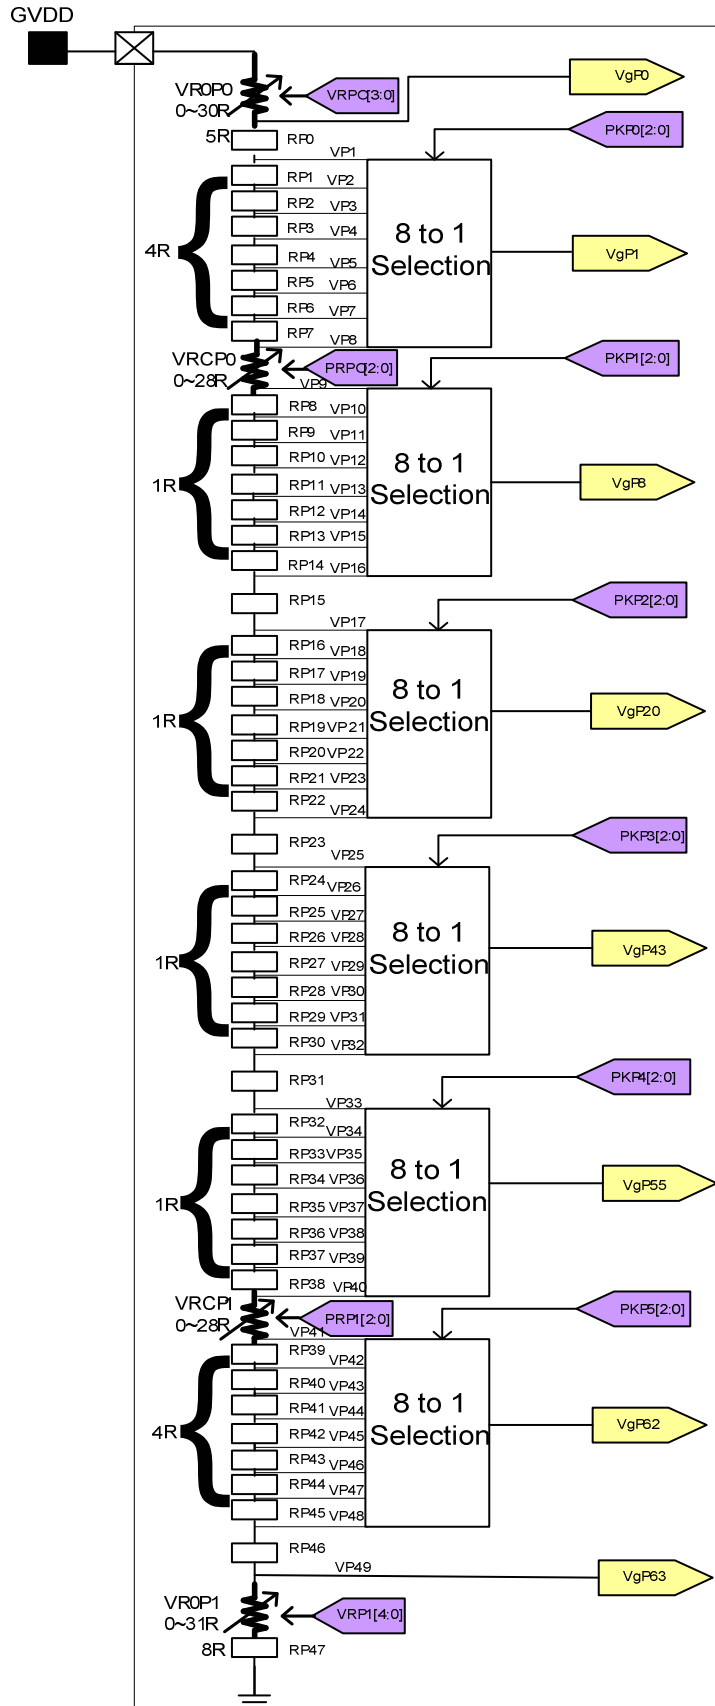 GVDD
VR0P0
0~30R
VRP0[3:0]
VgP0
5R
RP0
PKP0[2:0]
VP1
RP1
VP2
RP2
VP3
RP3
VP4
8 to 1
Selection
4R
RP4
VP5
VgP1
RP5
VP6
RP6
VP7
RP7
VP8
VRCP0
0~28R
PRP0[2:0]
PKP1[2:0]
VP9
RP8
VP10
RP9
VP11
RP10
VP12
8 to 1
Selection
1R
RP11
VP13
VgP8
RP12
VP14
RP13
VP15
RP14
VP16
RP15
PKP2[2:0]
VP17
RP16
VP18
RP17
VP19
RP18
VP20
8 to 1
Selection
1R
RP19
VP21
VgP20
RP20
VP22
RP21
VP23
RP22
VP24
RP23
PKP3[2:0]
VP25
RP24
VP26
RP25
VP27
RP26
VP28
8 to 1
Selection
1R
RP27
VP29
VgP43
RP28
VP30
RP29
VP31
RP30
VP32
RP31
PKP4[2:0]
VP33
RP32
VP34
RP33
VP35
RP34
VP36
8 to 1
Selection
1R
RP35
VP37
VgP55
RP36
VP38
RP37
VP39
RP38
VP40
VRCP1
0~28R
PRP1[2:0]
PKP5[2:0]
VP41
RP39
VP42
RP40
VP43
RP41
VP44
8 to 1
Selection
4R
RP42
VP45
VgP62
RP43
VP46
RP44
VP47
RP45
VP48
RP46
VP49
VgP63
VR0P1
0~31R
VRP1[4:0]
8R
RP47